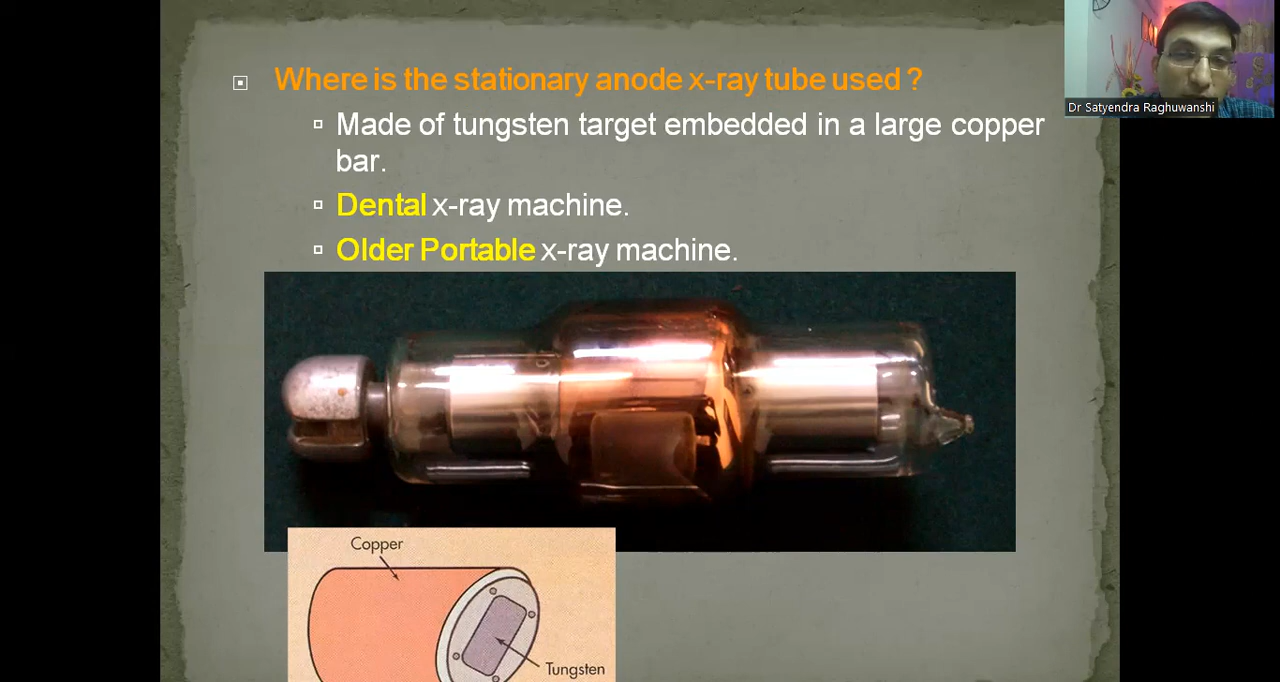 Where is the stationary anode x-ray tube used ?
Made of tungsten target embedded in a large copper
bar.
Dental x-ray machine.
Older Portable x-ray machine.
Dr Satyendra Raghuwanshi
Copper
Tungsten